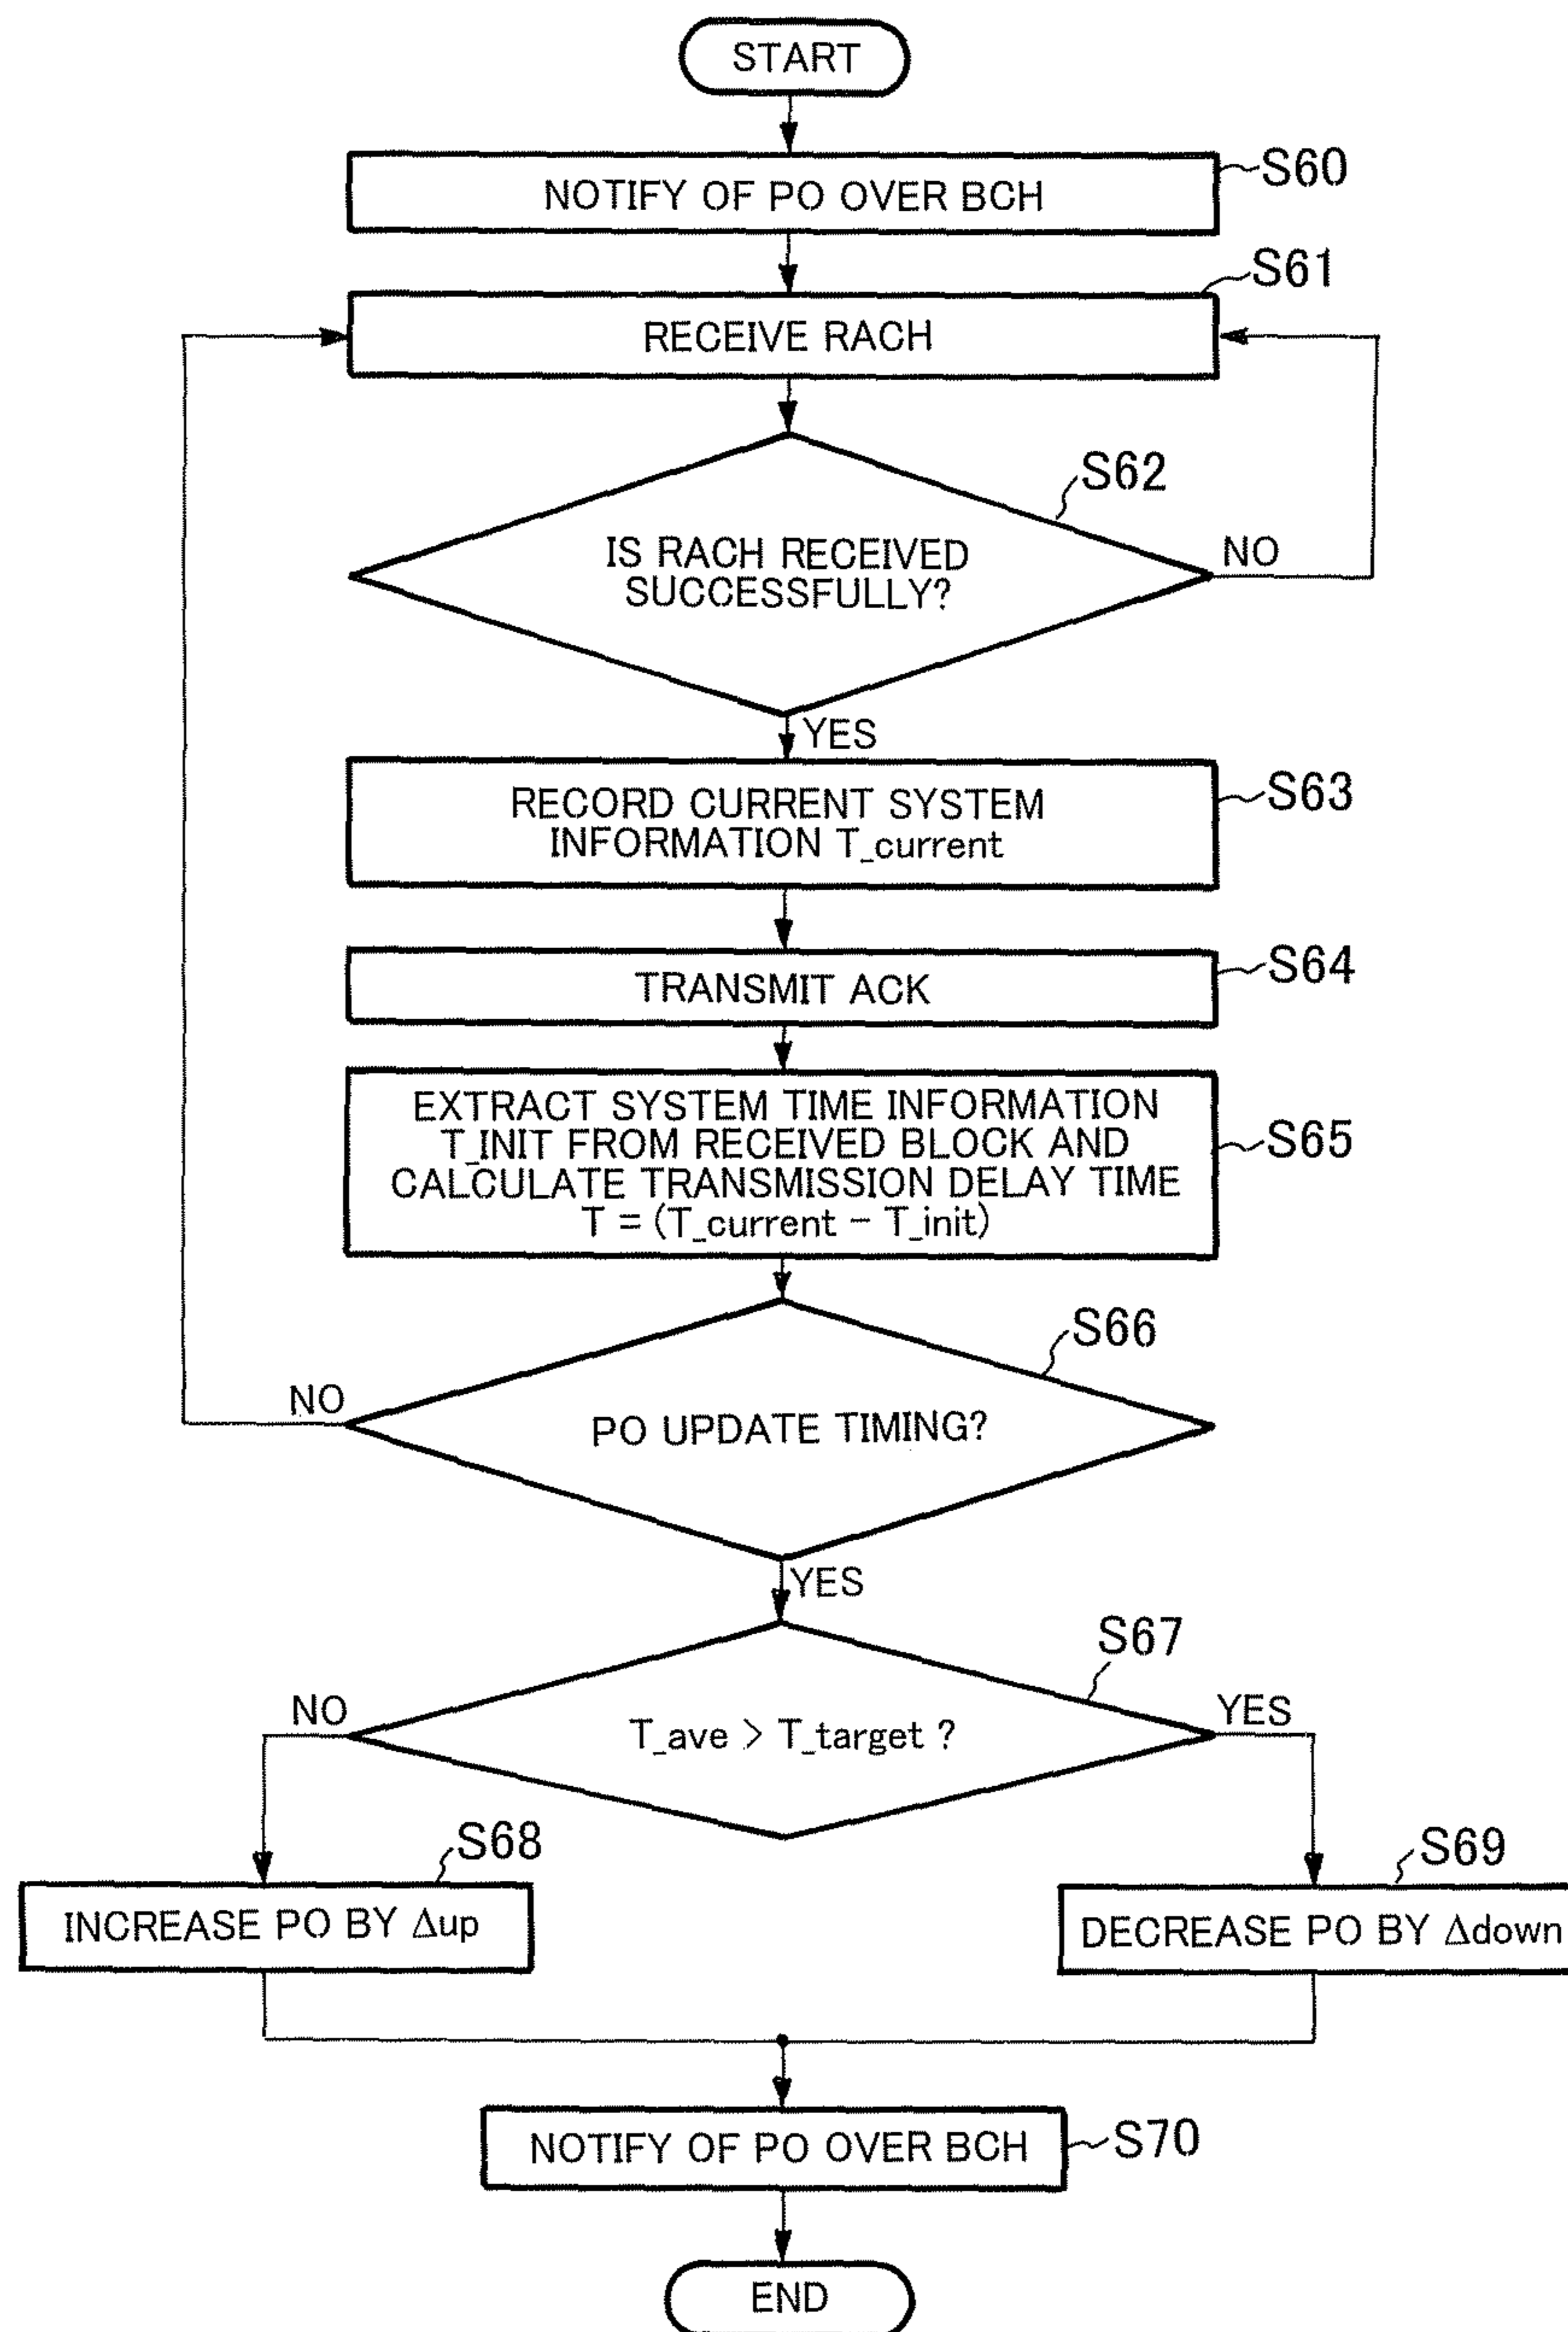 START
NOTIFY OF PO OVER BCH
S60
S61
RECEIVE RACH
S62
IS RACH RECEIVED
SUCCESSFULLY?
NO
YES
RECORD CURRENT SYSTEM
INFORMATION T_current
S63
TRANSMIT ACK
S64
EXTRACT SYSTEM TIME INFORMATION
T_INIT FROM RECEIVED BLOCK AND
CALCULATE TRANSMISSION DELAY TIME
T = (T_current − T_init)
S65
S66
NO
PO UPDATE TIMING?
YES
S67
NO
T_ave > T_target ?
YES
S68
INCREASE PO BY Δup
S69
DECREASE PO BY Δdown
NOTIFY OF PO OVER BCH
S70
END